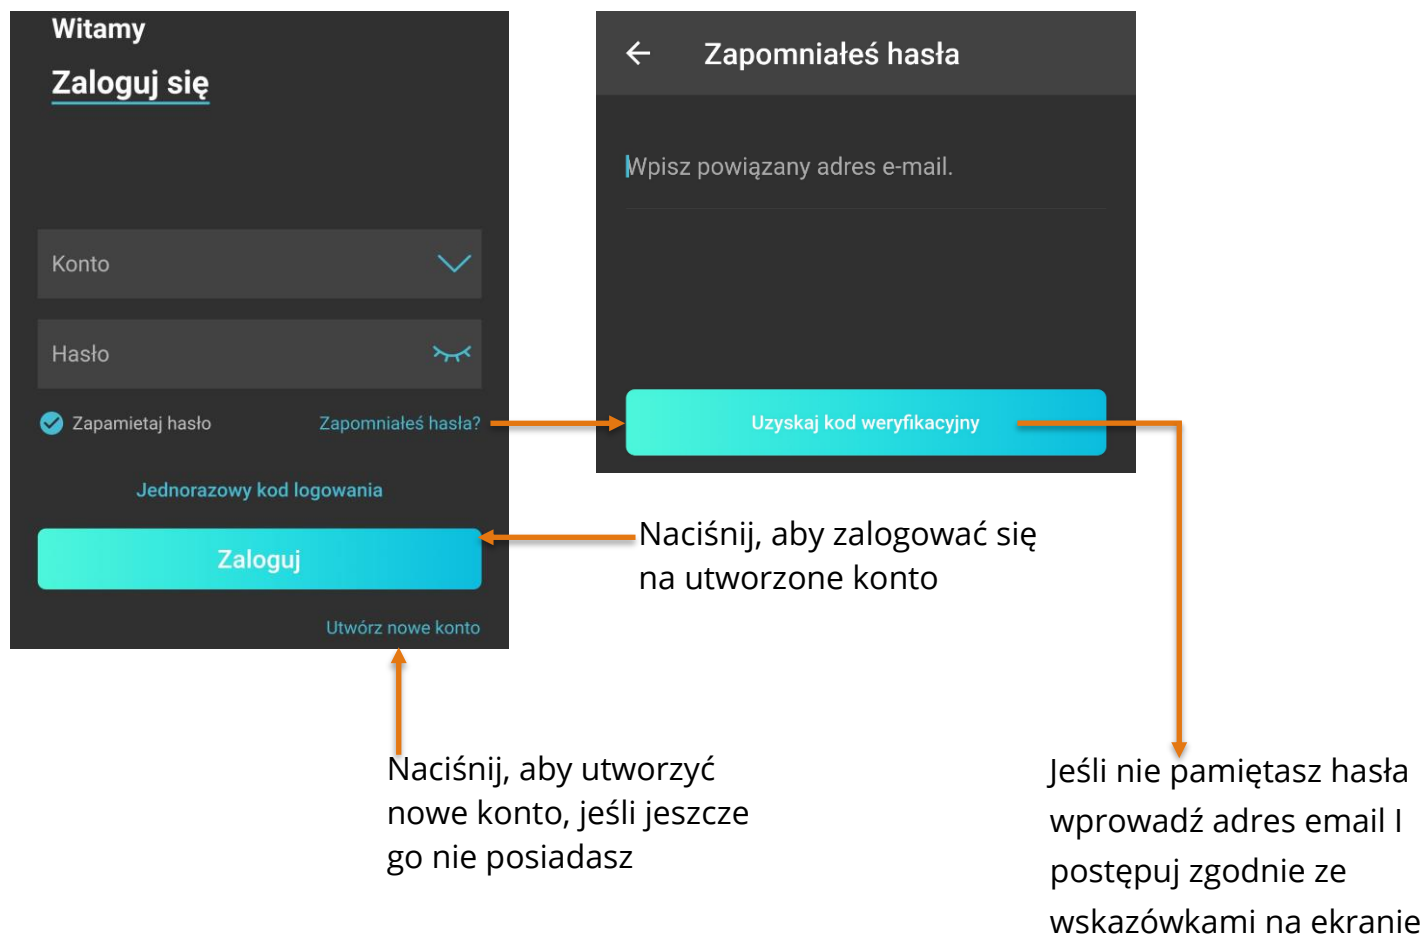 Witamy
Zaloguj się
Konto
Hasło
Zapamietaj hasło
Zapomniałeś hasła?
Jednorazowy kod logowania
Zaloguj
Utwórz nowe konto
Zapomniałeś hasła
Wpisz powiązany adres e-mail.
Uzyskaj kod weryfikacyjny
Naciśnij, aby zalogować się
na utworzone konto
Naciśnij, aby utworzyć
nowe konto, jeśli jeszcze
go nie posiadasz
Jeśli nie pamiętasz hasła
wprowadź adres email I
postępuj zgodnie ze
wskazówkami na ekranie